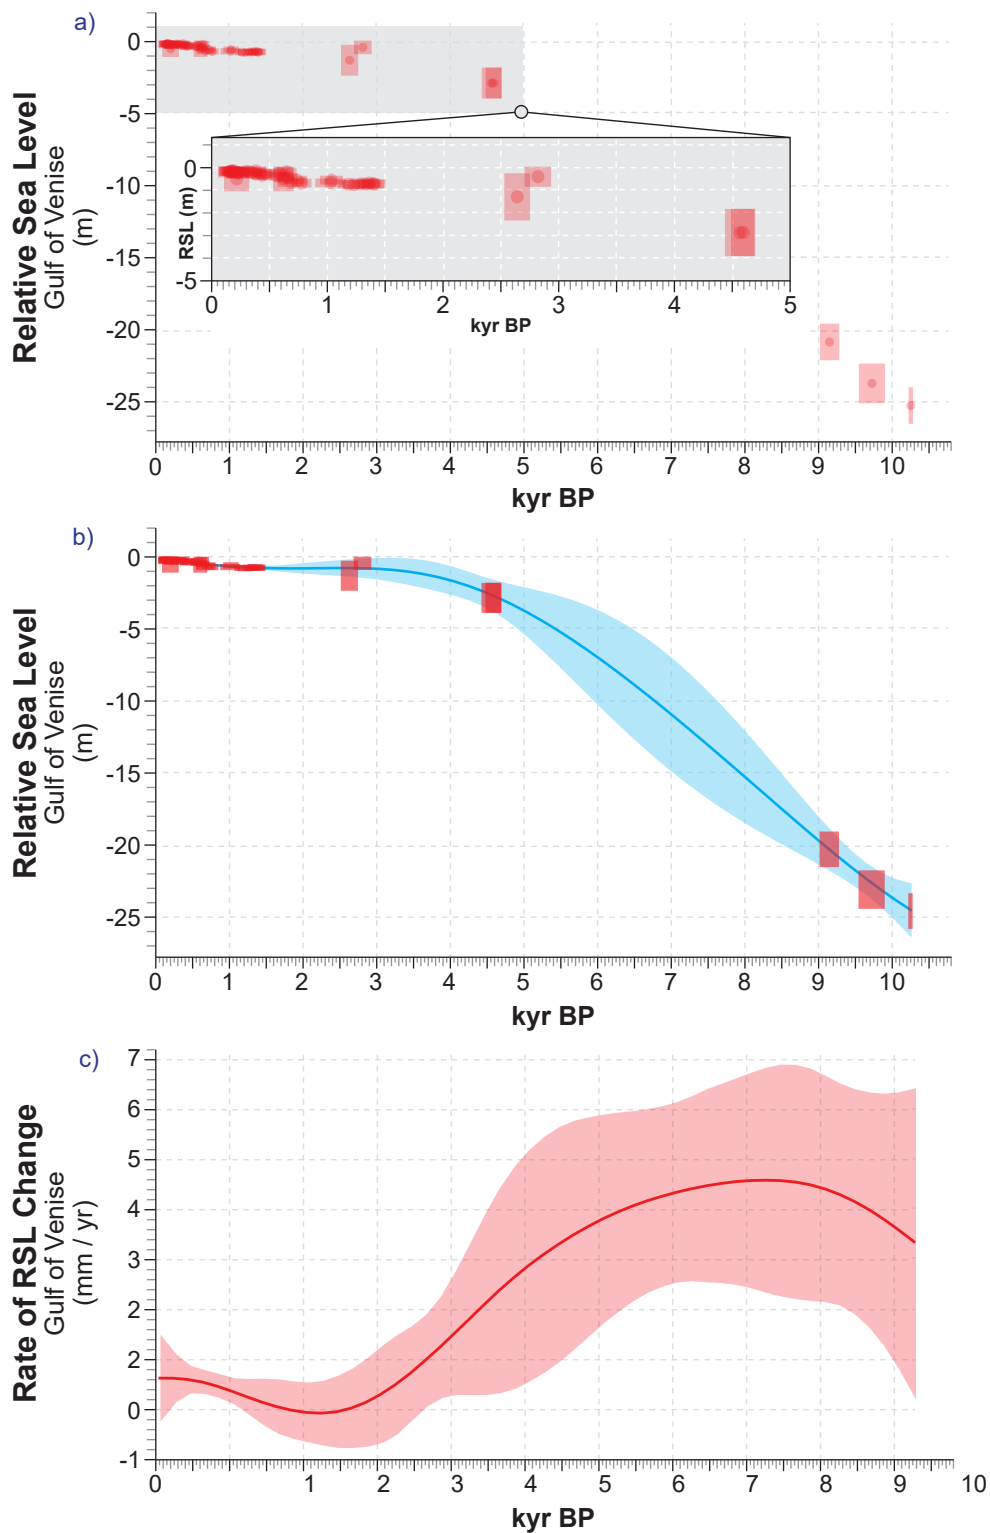 a)
Relative Sea Level
Gulf of Venise
(m)
0
-5
-10
-15
-20
-25
RSL (m)
0
-5
0 1 2 3 4 5
kyr BP
0 1 2 3 4 5 6 7 8 9 10
kyr BP
b)
Relative Sea Level
Gulf of Venise
(m)
0
-5
-10
-15
-20
-25
0 1 2 3 4 5 6 7 8 9 10
kyr BP
c)
Rate of RSL Change
Gulf of Venise
(mm / yr)
7
6
5
4
3
2
2
0
-1
0 1 2 3 4 5 6 7 8 9 10
kyr BP